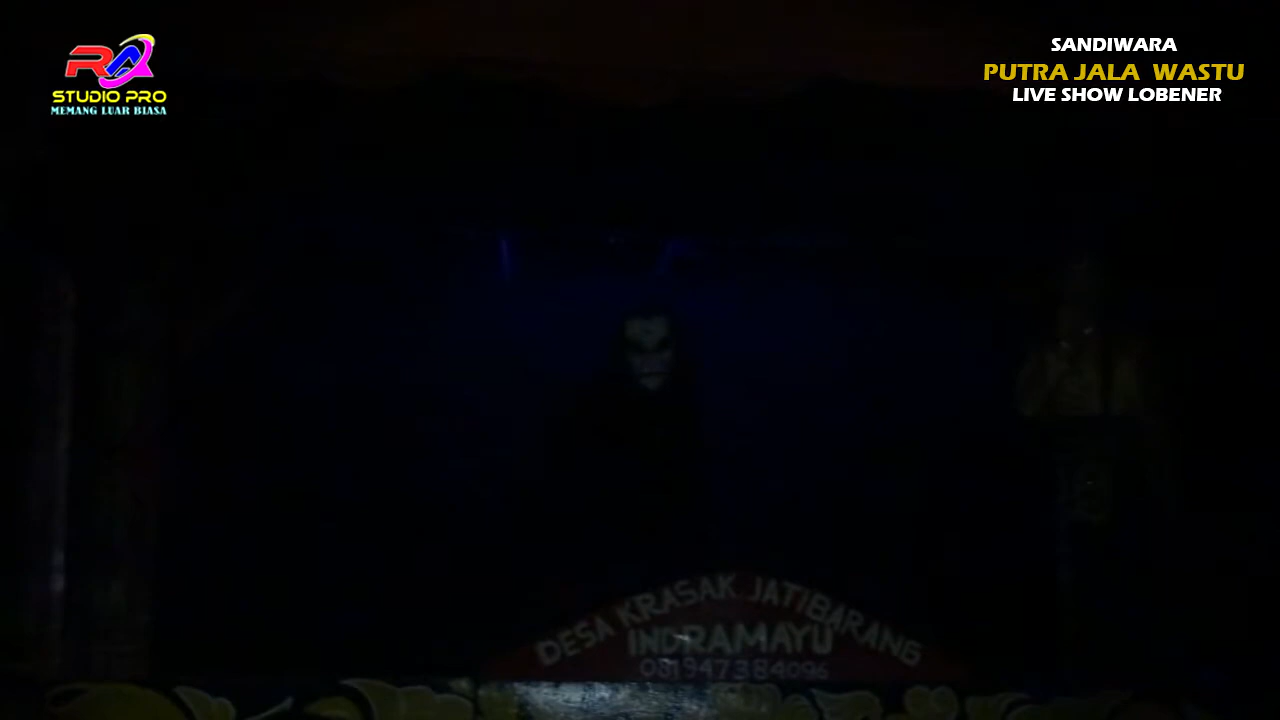 RA
STUDIO PRO
MEMANG LUAR BIASA
SANDIWARA
PUTRA JALA WASTU
LIVE SHOW LOBENER
DESA KRASAK JATIBARANG
INDRAMAYU
081947384096